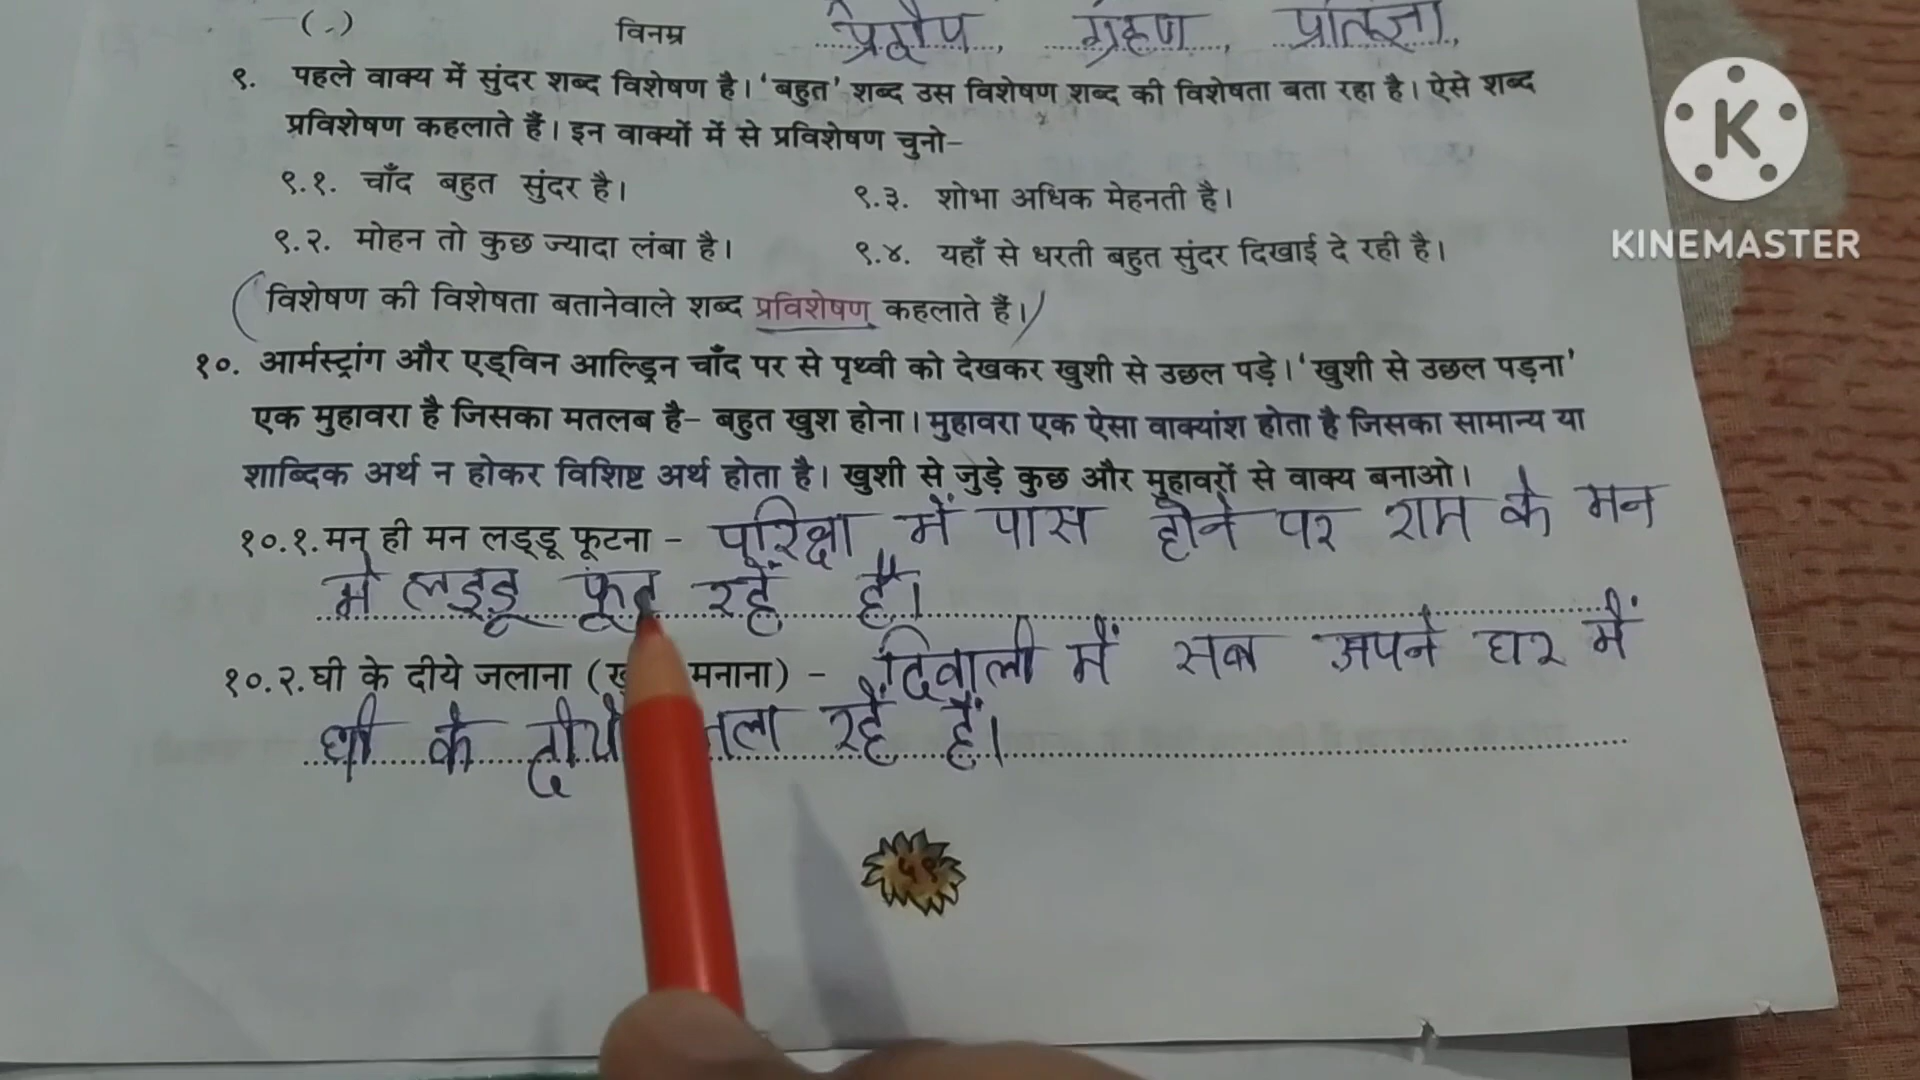 (  ) विनम्र प्रद्वीप, ग्रहण, प्रतिज्ञा,
९. पहले वाक्य में सुंदर शब्द विशेषण है। 'बहुत' शब्द उस विशेषण शब्द की विशेषता बता रहा है। ऐसे शब्द
प्रविशेषण कहलाते हैं। इन वाक्यों में से प्रविशेषण चुनो–
९.१. चाँद बहुत सुंदर है। ९.३. शोभा अधिक मेहनती है।
९.२. मोहन तो कुछ ज्यादा लंबा है। ९.४. यहाँ से धरती बहुत सुंदर दिखाई दे रही है।
(विशेषण की विशेषता बतानेवाले शब्द प्रविशेषण कहलाते हैं।)
१०. आर्मस्ट्रांग और एड्विन आल्ड्रिन चाँद पर से पृथ्वी को देखकर खुशी से उछल पड़े। 'खुशी से उछल पड़ना'
एक मुहावरा है जिसका मतलब है– बहुत खुश होना। मुहावरा एक ऐसा वाक्यांश होता है जिसका सामान्य या
शाब्दिक अर्थ न होकर विशिष्ट अर्थ होता है। खुशी से जुड़े कुछ और मुहावरों से वाक्य बनाओ।
१०.१. मन ही मन लड्डू फूटना – परिक्षा में पास होने पर राम के मन
में लड्डू फूट रहें हैं।
१०.२. घी के दीये जलाना ( मनाना) – दिवाली में सब अपने घर में
घी के दीये जला रहें हैं।
५९
K
KINEMASTER